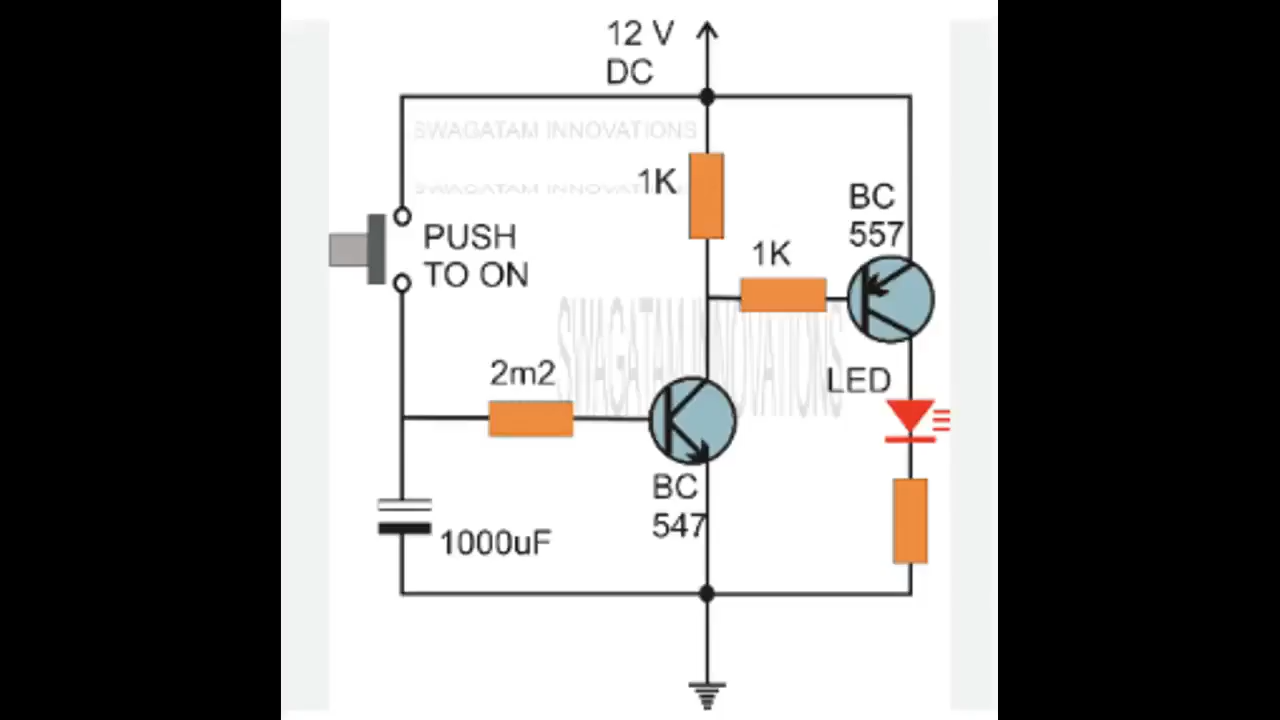 12 V
DC
SWAGATAM INNOVATIONS
1K
SWAGATAM INNOVATIONS
BC
557
PUSH
TO ON
1K
SWAGATAM INNOVATIONS
2m2
LED
BC
547
1000uF